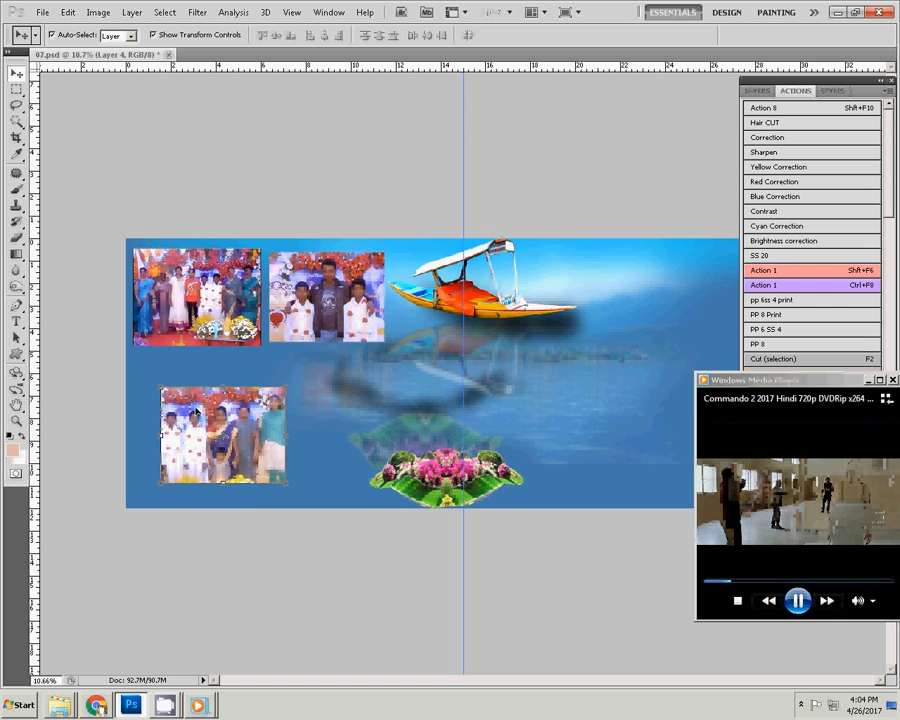 Ps File Edit Image Layer Select Filter Analysis 3D View Window Help ESSENTIALS DESIGN PAINTING
Auto-Select: Layer Show Transform Controls
07.psd @ 10.7% (Layer 4, RGB/8) *
LAYERS ACTIONS STYLES
Action 8 Shft+F10
Hair CUT
Correction
Sharpen
Yellow Correction
Red Correction
Blue Correction
Contrast
Cyan Correction
Brightness correction
SS 20
Action 1 Shft+F6
Action 1 Ctrl+F8
pp 6ss 4 print
PP 8 Print
PP 6 SS 4
PP 8
Cut (selection) F2
Windows Media Player
Commando 2 2017 Hindi 720p DVDRip x264 ...
10.66% Doc: 92.7M/90.7M
Start Ps 4:04 PM
4/26/2017